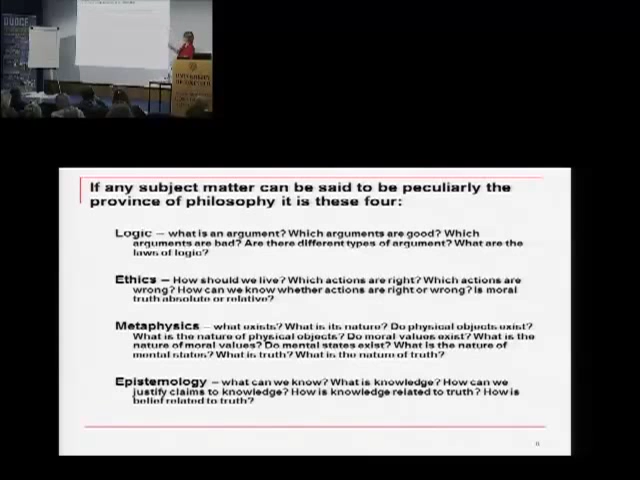 If any subject matter can be said to be peculiarly the
province of philosophy it is these four:
Logic – what is an argument? Which arguments are good? Which
arguments are bad? Are there different types of argument? What are the
laws of logic?
Ethics – How should we live? Which actions are right? Which actions are
wrong? How can we know whether actions are right or wrong? Is moral
truth absolute or relative?
Metaphysics – what exists? What is its nature? Do physical objects exist?
What is the nature of physical objects? Do moral values exist? What is the
nature of moral values? Do mental states exist? What is the nature of
mental states? What is truth? What is the nature of truth?
Epistemology – what can we know? What is knowledge? How can we
justify claims to knowledge? How is knowledge related to truth? How is
belief related to truth?